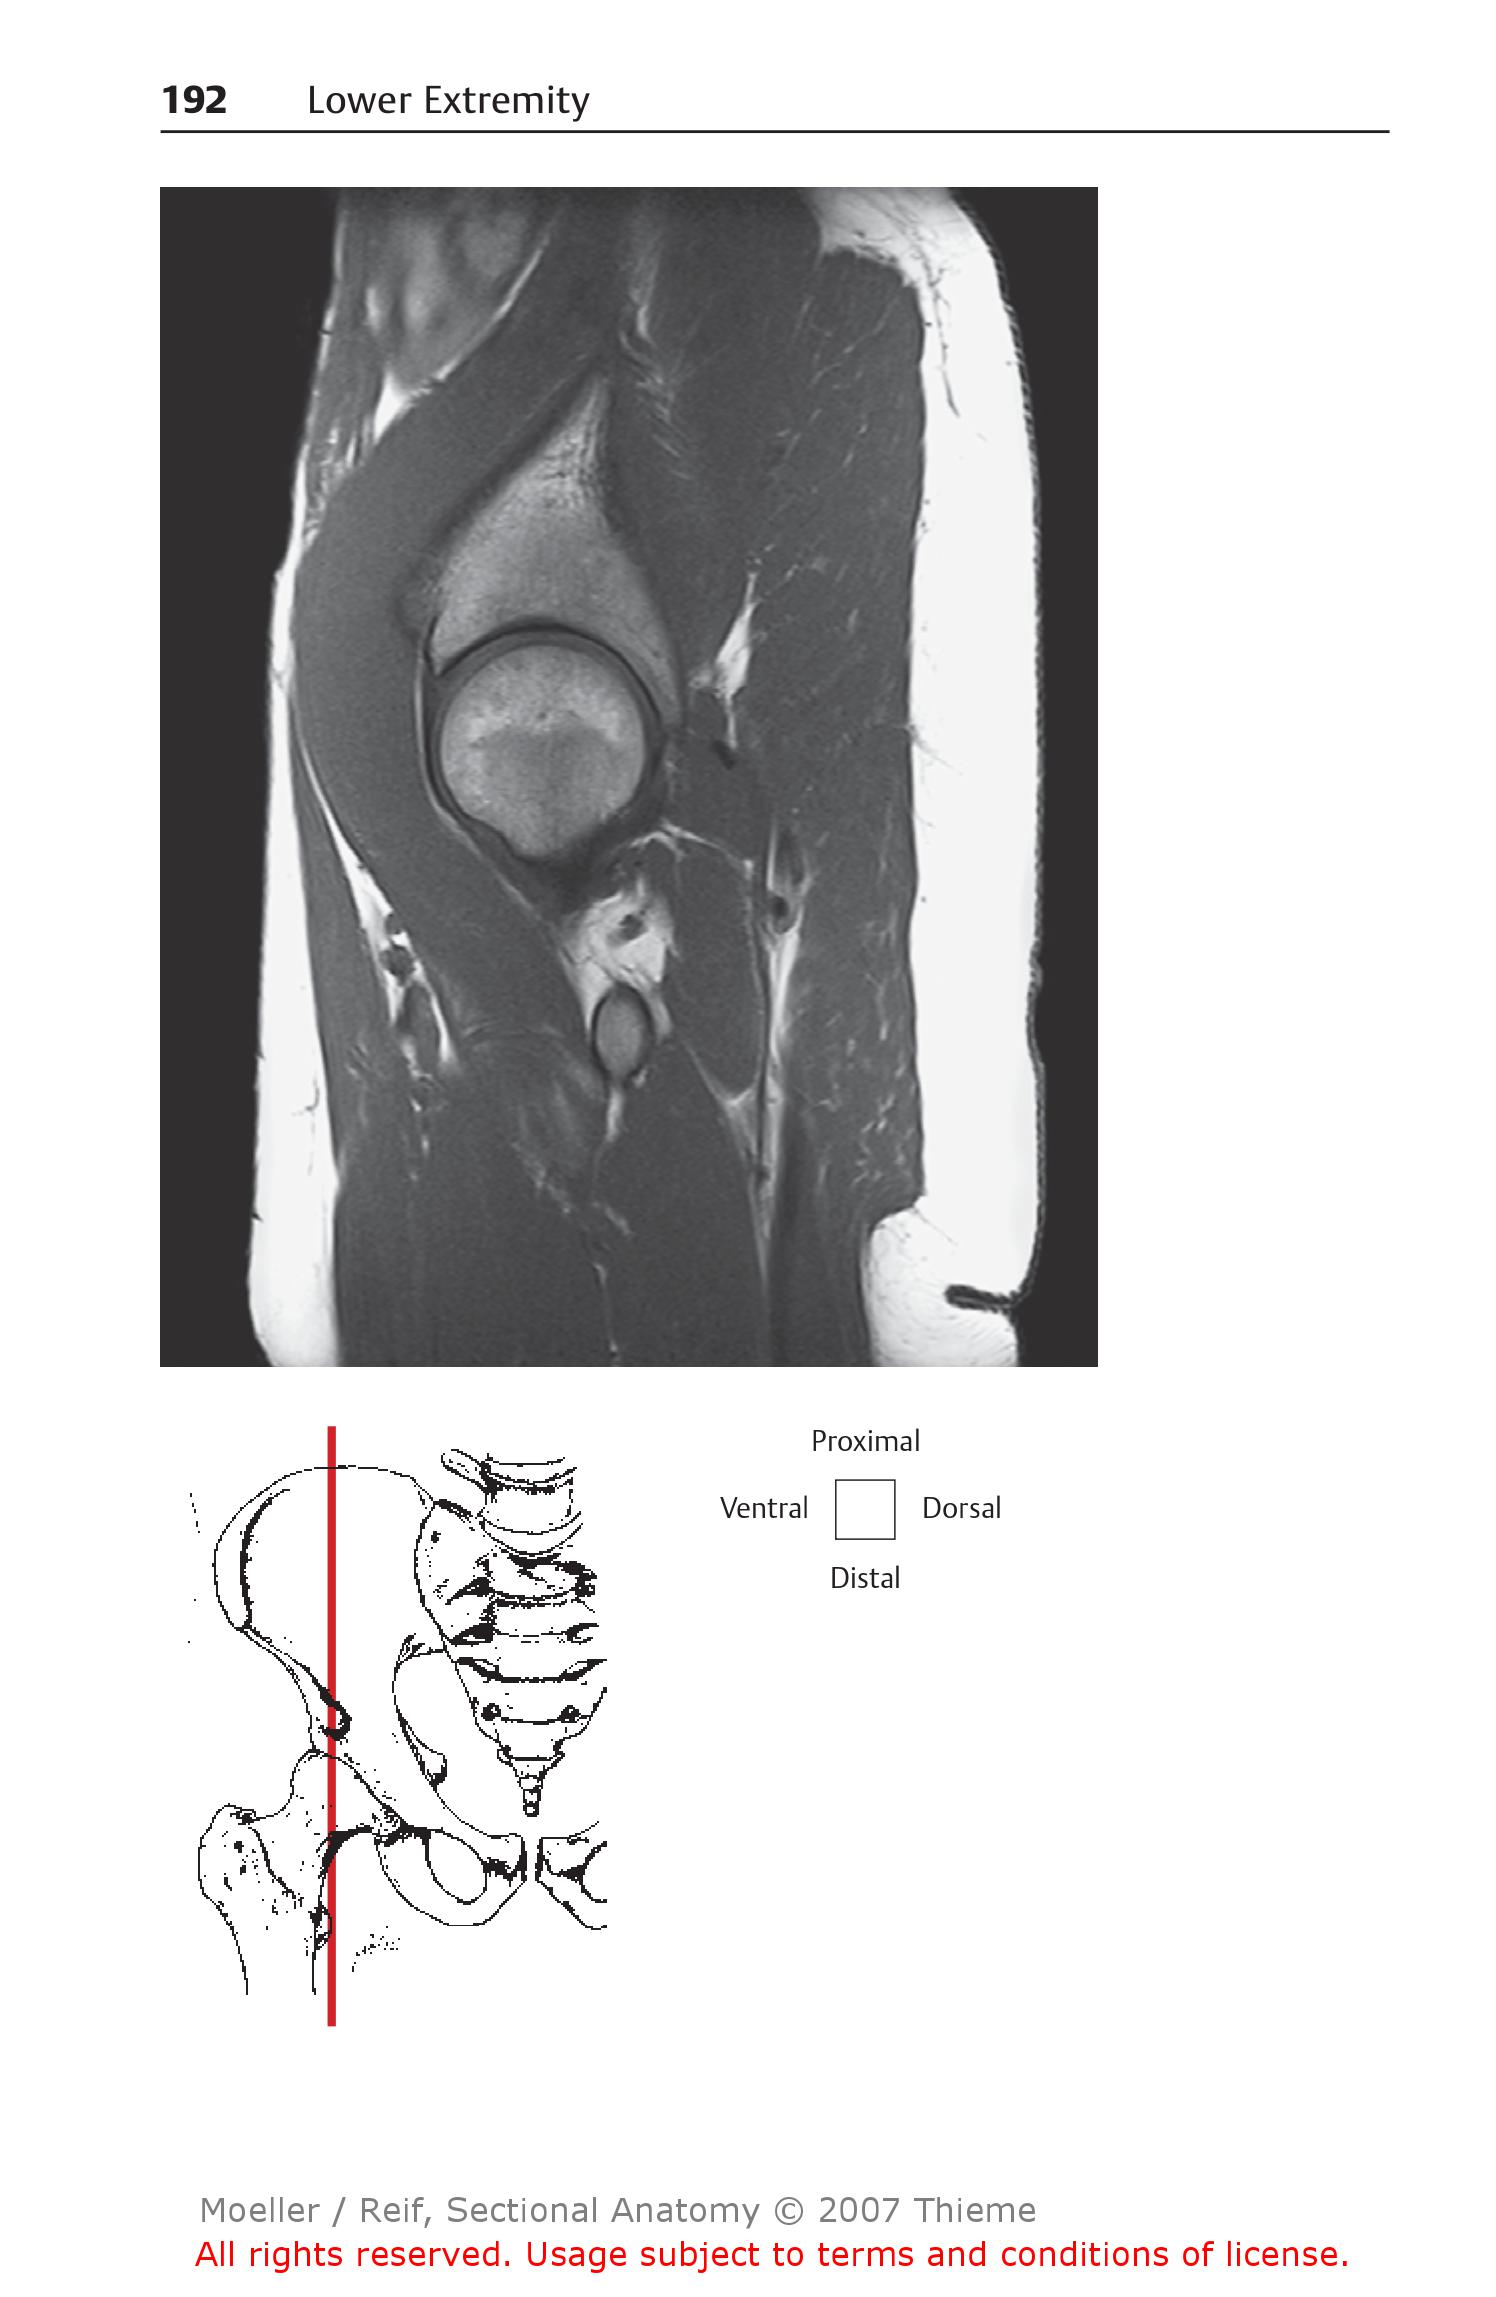 192 Lower Extremity
Proximal
Ventral Dorsal
Distal
Moeller / Reif, Sectional Anatomy © 2007 Thieme
All rights reserved. Usage subject to terms and conditions of license.